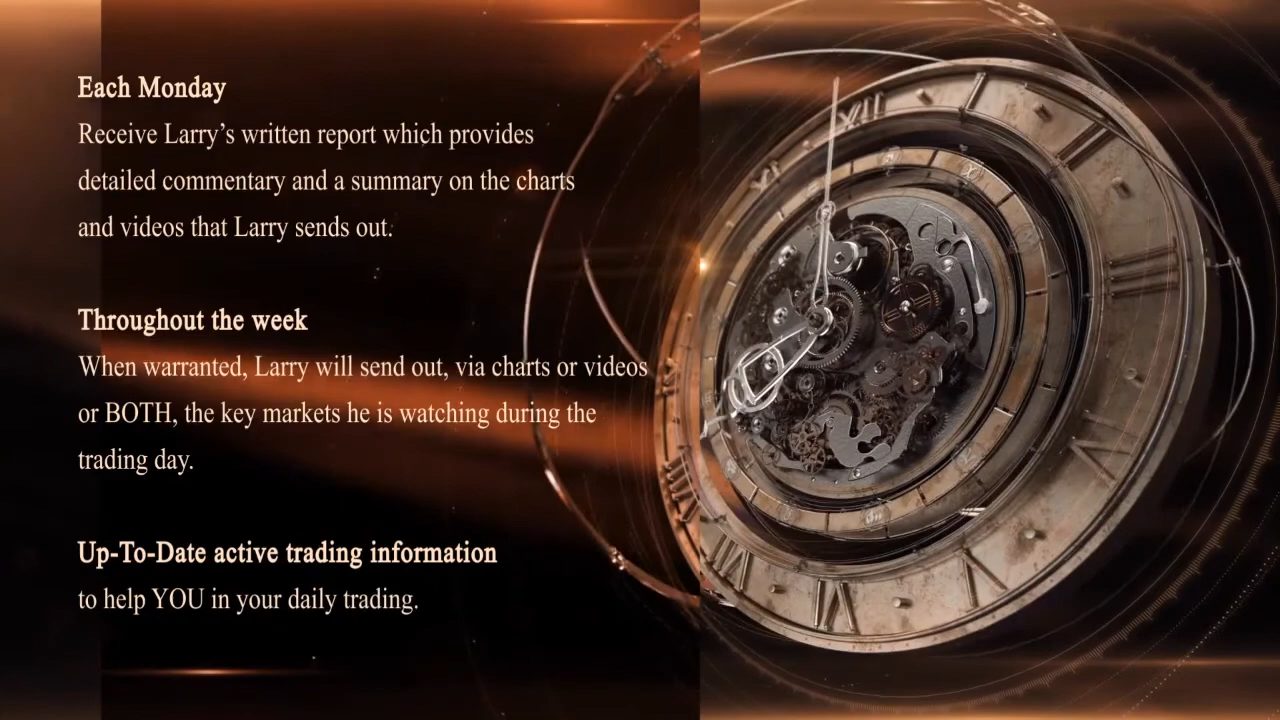 Each Monday
Receive Larry’s written report which provides
detailed commentary and a summary on the charts
and videos that Larry sends out.
Throughout the week
When warranted, Larry will send out, via charts or videos
or BOTH, the key markets he is watching during the
trading day.
Up-To-Date active trading information
to help YOU in your daily trading.